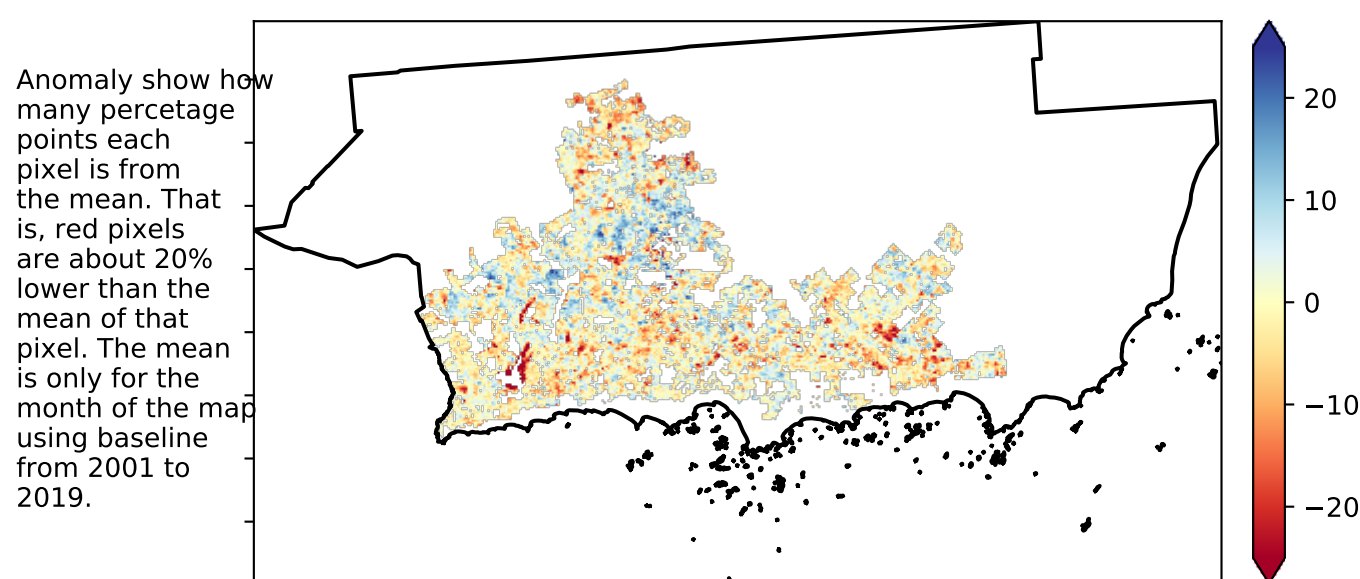 Anomaly show how
many percetage
points each
pixel is from
the mean. That
is, red pixels
are about 20%
lower than the
mean of that
pixel. The mean
is only for the
month of the map
using baseline
from 2001 to
2019.
20
10
0
−10
−20